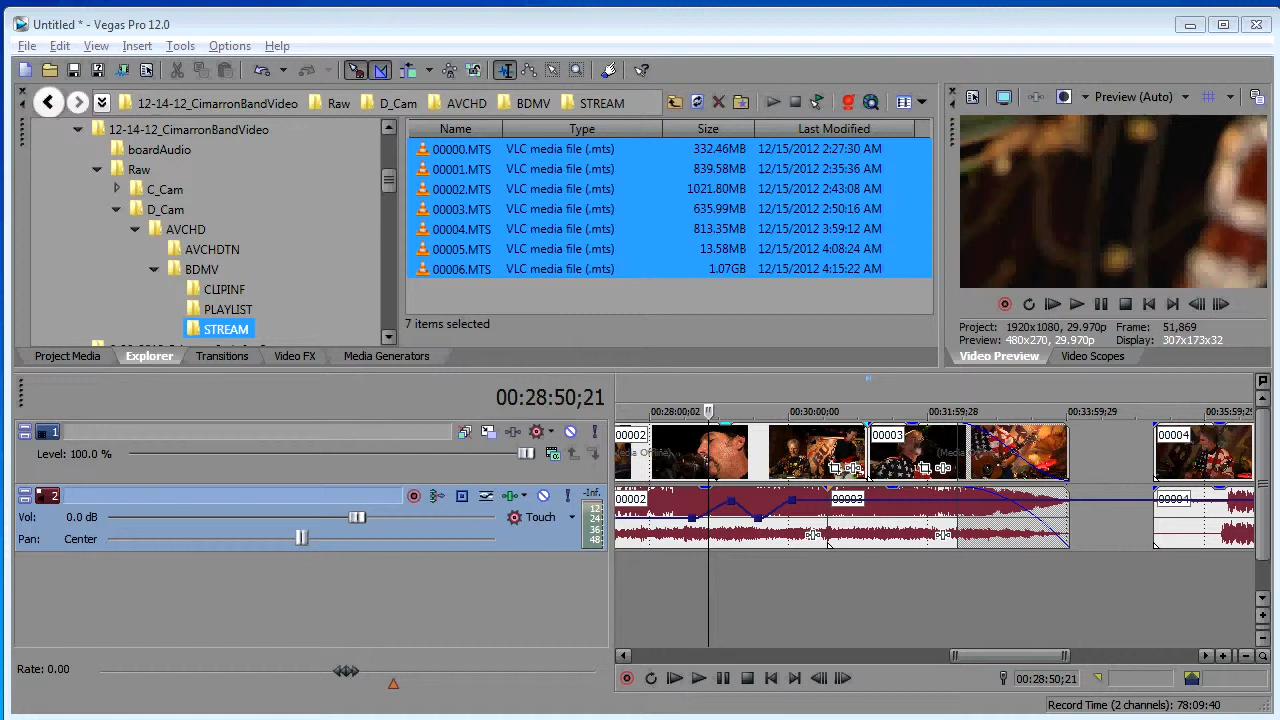 Untitled * - Vegas Pro 12.0
File Edit View Insert Tools Options Help
12-14-12_CimarronBandVideo Raw D_Cam AVCHD BDMV STREAM
Preview (Auto)
12-14-12_CimarronBandVideo
boardAudio
Raw
C_Cam
D_Cam
AVCHD
AVCHDTN
BDMV
CLIPINF
PLAYLIST
STREAM
Name Type Size Last Modified
00000.MTS VLC media file (.mts) 332.46MB 12/15/2012 2:27:30 AM
00001.MTS VLC media file (.mts) 839.58MB 12/15/2012 2:35:36 AM
00002.MTS VLC media file (.mts) 1021.80MB 12/15/2012 2:43:08 AM
00003.MTS VLC media file (.mts) 635.99MB 12/15/2012 2:50:16 AM
00004.MTS VLC media file (.mts) 813.35MB 12/15/2012 3:59:12 AM
00005.MTS VLC media file (.mts) 13.58MB 12/15/2012 4:08:24 AM
00006.MTS VLC media file (.mts) 1.07GB 12/15/2012 4:15:22 AM
7 items selected
Project: 1920x1080, 29.970p Frame: 51,869
Preview: 480x270, 29.970p Display: 307x173x32
Project Media Explorer Transitions Video FX Media Generators
Video Preview Video Scopes
00:28:50;21
00:28:00;02 00:30:00;00 00:31:59;28 00:33:59;29 00:35:59;29
1
Level: 100.0 %
00002 00003 00004
(Media Offline)
2
Vol: 0.0 dB Touch
Pan: Center
-Inf.
12
24
36
48
00002 00003 00004
Rate: 0.00
00:28:50;21
Record Time (2 channels): 78:09:40